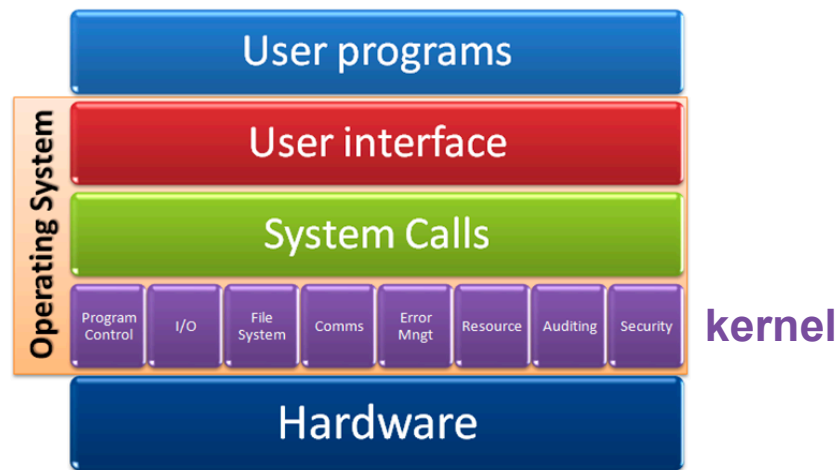 User programs
Operating System
User interface
System Calls
Program
Control
I/O
File
System
Comms
Error
Mngt
Resource
Auditing
Security
kernel
Hardware